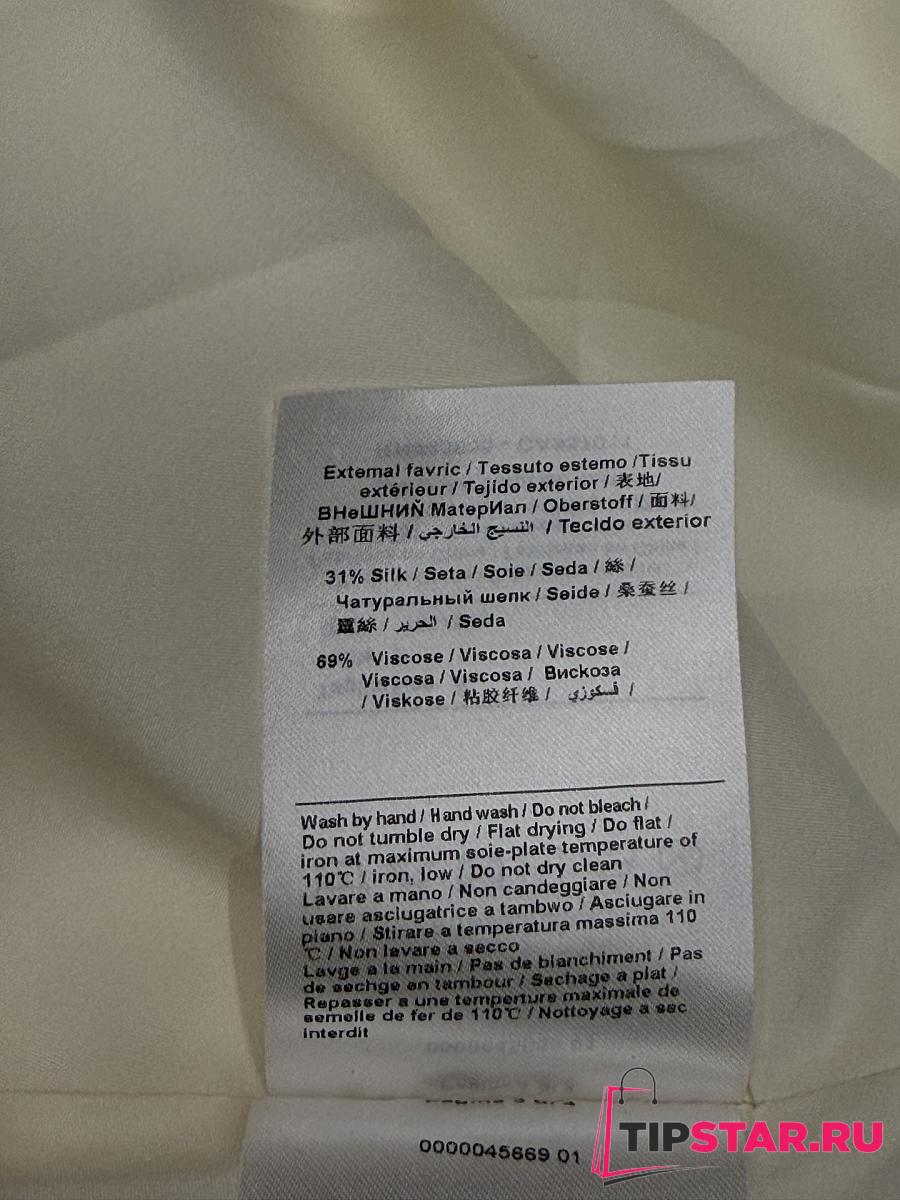 External favric / Tessuto estemo /Tissu
extérieur / Tejido exterior / 表地/
ВНеШНИЙ МатерИал / Oberstoff / 面料/
外部面料 / النسيج الخارجي / Tecido exterior
31% Silk / Seta / Soie / Seda / 絲 /
Чатуральный шепк / Seide / 桑蚕丝 /
靈絲 / الحرير / Seda
69% Viscose / Viscosa / Viscose /
Viscosa / Viscosa / Вискоза
/ Viskose / 粘胶纤维 / فسكوزي /
Wash by hand / Hand wash / Do not bleach /
Do not tumble dry / Flat drying / Do flat /
iron at maximum soie-plate temperature of
110℃ / iron, low / Do not dry clean
Lavare a mano / Non candeggiare / Non
usare asciugatrice a tambwo / Asciugare in
piano / Stirare a temperatura massima 110
℃ / Non lavare a secco
Lavge a la main / Pas de blanchiment / Pas
de sechge en tambour / Sechage a plat /
Repasser a une temperture maximale de
semelle de fer de 110℃ / Nottoyage a sec
interdit
0000045669 01
TIPSTAR.RU